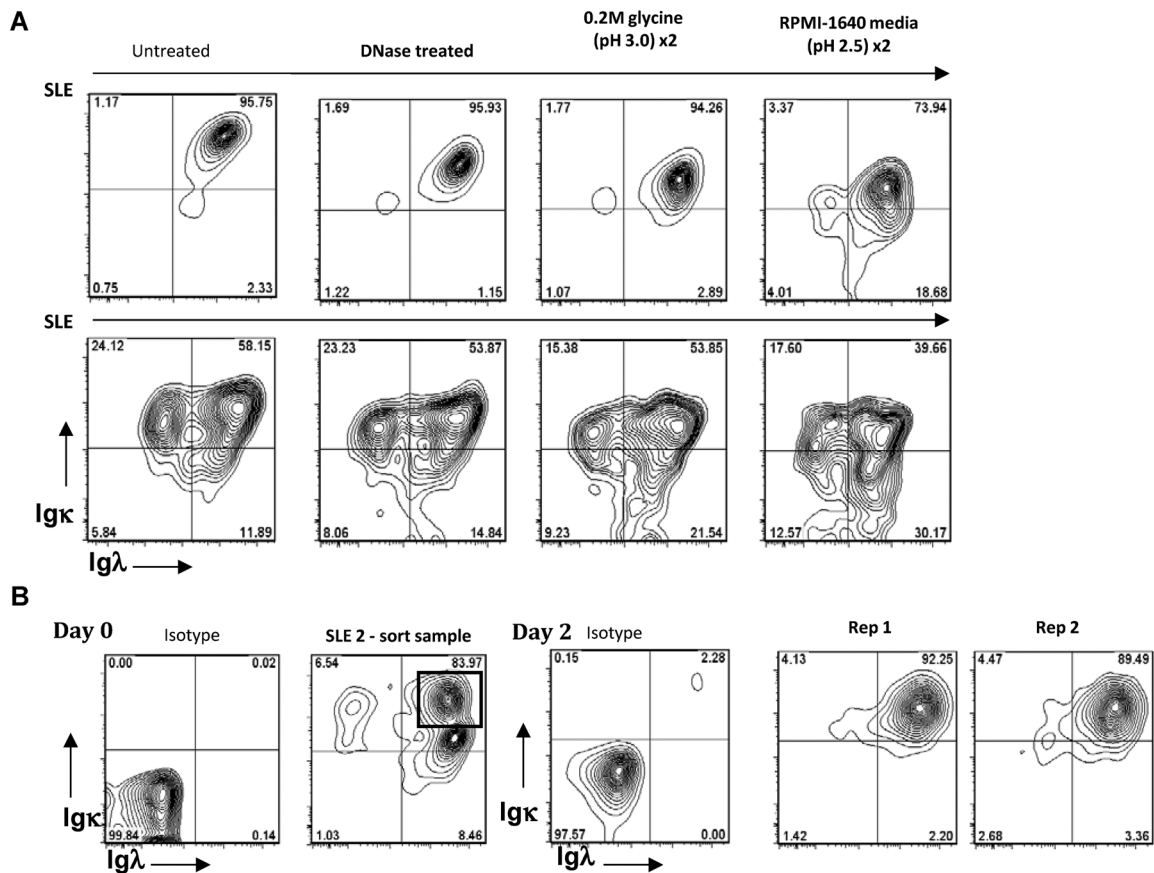 A
Untreated
DNase treated
0.2M glycine
(pH 3.0) x2
RPMI-1640 media
(pH 2.5) x2
SLE
1.17 95.75
0.75 2.33
1.69 95.93
1.22 1.15
1.77 94.26
1.07 2.89
3.37 73.94
4.01 18.68
SLE
24.12 58.15
5.84 11.89
23.23 53.87
8.06 14.84
15.38 53.85
9.23 21.54
17.60 39.66
12.57 30.17
Igκ
Igλ
B
Day 0
Isotype
0.00 0.02
99.84 0.14
SLE 2 - sort sample
6.54 83.97
1.03 8.46
Igκ
Igλ
Day 2
Isotype
0.15 2.28
97.57 0.00
Igκ
Igλ
Rep 1
4.13 92.25
1.42 2.20
Rep 2
4.47 89.49
2.68 3.36